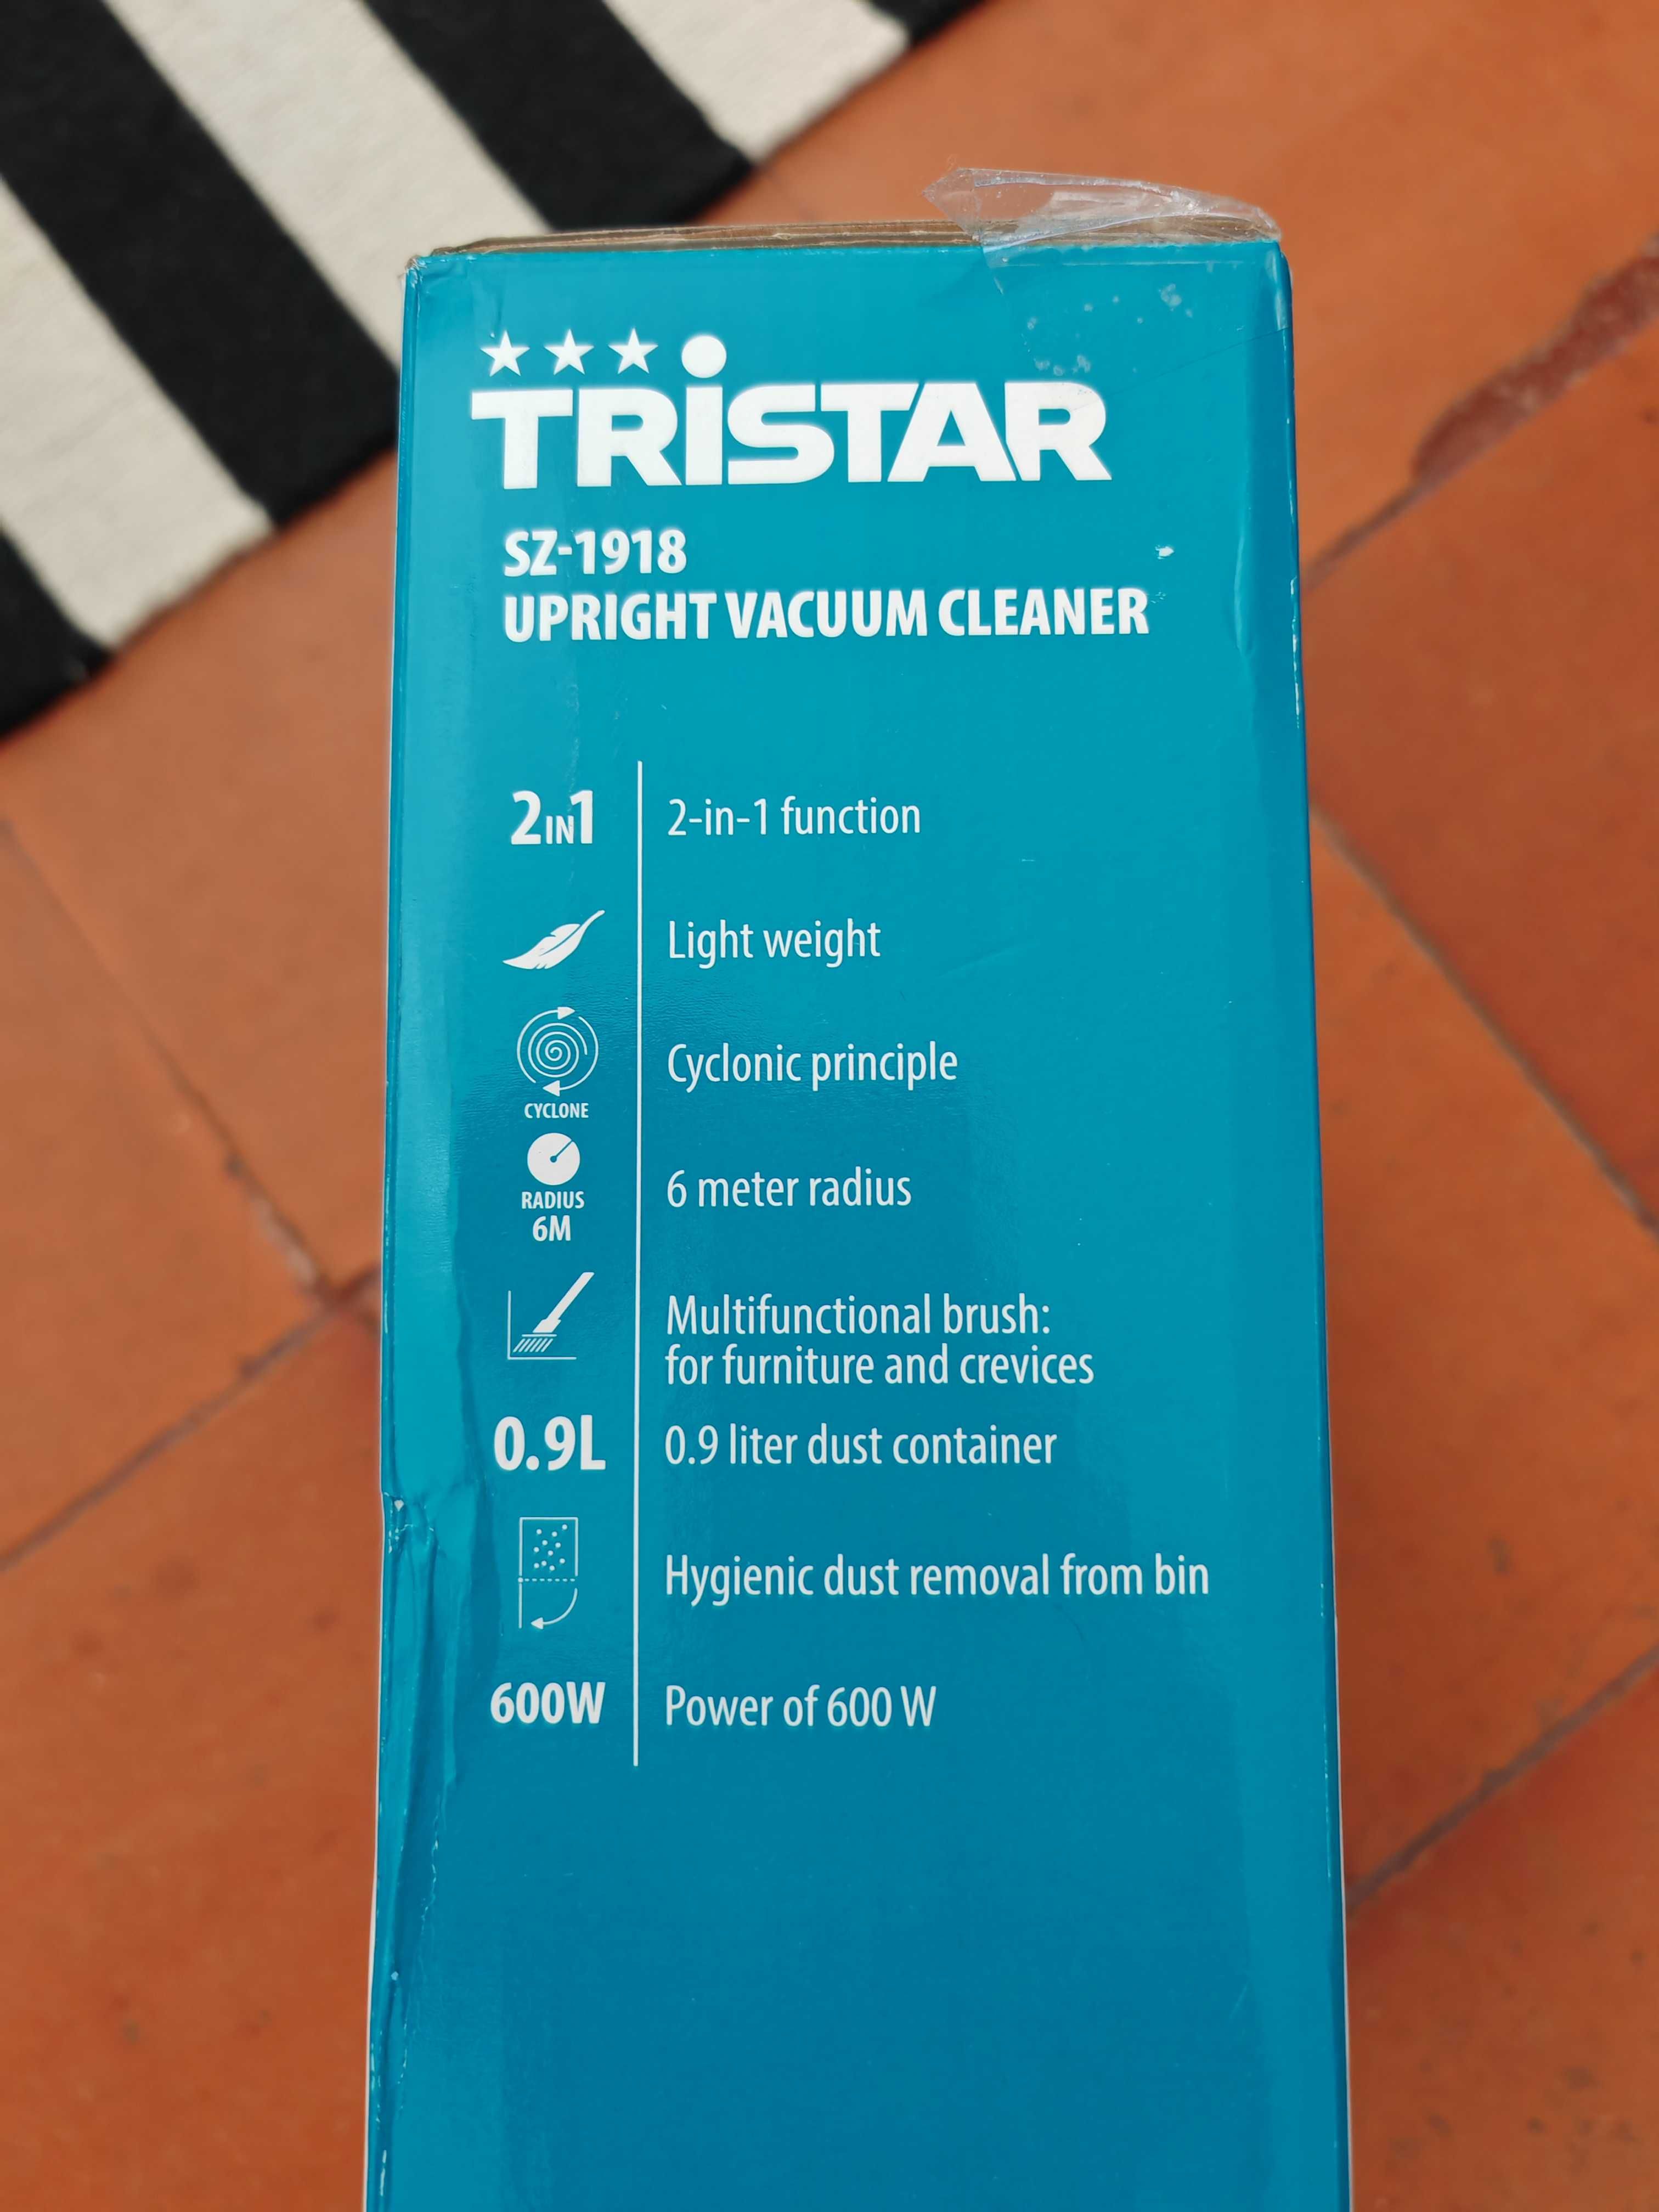 TRiSTAR
SZ-1918
UPRIGHT VACUUM CLEANER
2IN1
2-in-1 function
Light weight
CYCLONE
Cyclonic principle
RADIUS
6M
6 meter radius
Multifunctional brush:
for furniture and crevices
0.9L
0.9 liter dust container
Hygienic dust removal from bin
600W
Power of 600 W